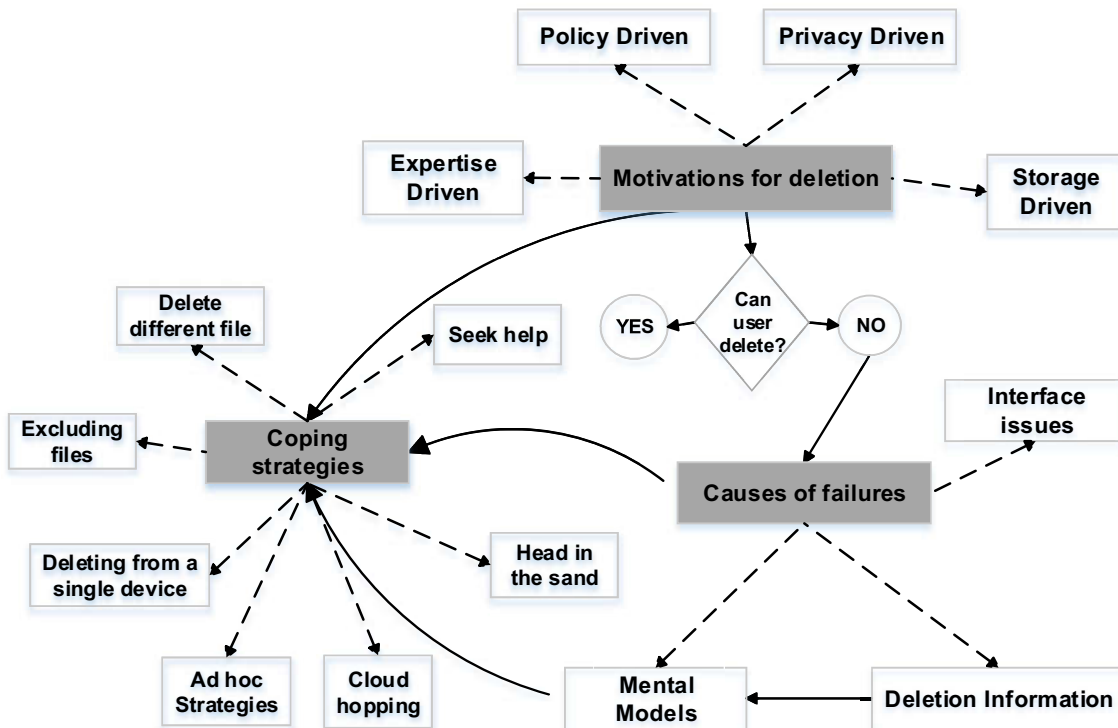 Policy Driven
Privacy Driven
Expertise
Driven
Motivations for deletion
Storage
Driven
Delete
different file
Seek help
YES
Can
user
delete?
NO
Interface
issues
Excluding
files
Coping
strategies
Causes of failures
Deleting from a
single device
Head in
the sand
Ad hoc
Strategies
Cloud
hopping
Mental
Models
Deletion Information